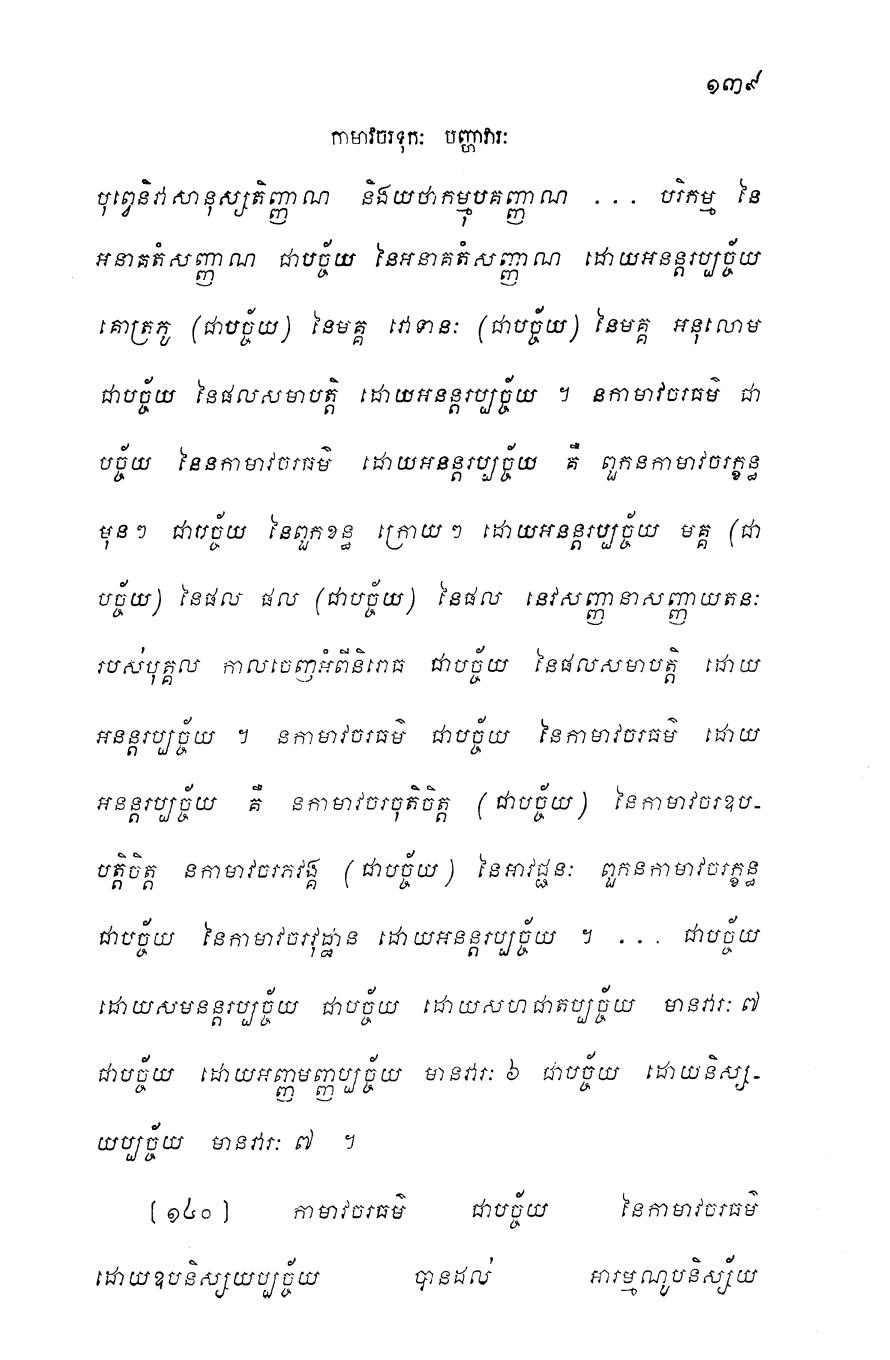 ១៣៩
កាមាវចរទុកៈ បញ្ហាវារៈ
បុព្វេនិវាសានុស្សតិញ្ញាណ និងយថាកម្មុបគញ្ញាណ ... បរិកម្ម នៃ
អនាគតំសញ្ញាណ ជាបច្ច័យ នៃអនាគតំសញ្ញាណ ដោយអនន្តរប្បច្ច័យ
គោត្រភូ (ជាបច្ច័យ) នៃមគ្គ វោទានៈ (ជាបច្ច័យ) នៃមគ្គ អនុលោម
ជាបច្ច័យ នៃផលសមាបត្តិ ដោយអនន្តរប្បច្ច័យ ។ នកាមាវចរធម៌ ជា
បច្ច័យ នៃនកាមាវចរធម៌ ដោយអនន្តរប្បច្ច័យ គឺ ពួកនកាមាវចរក្ខន្ធ
មុនៗ ជាបច្ច័យ នៃពួកខន្ធ ក្រោយៗ ដោយអនន្តរប្បច្ច័យ មគ្គ (ជា
បច្ច័យ) នៃផល ផល (ជាបច្ច័យ) នៃផល នេវសញ្ញានាសញ្ញាយតនៈ
របស់បុគ្គល កាលចេញអំពីនិរោធ ជាបច្ច័យ នៃផលសមាបត្តិ ដោយ
អនន្តរប្បច្ច័យ ។ នកាមាវចរធម៌ ជាបច្ច័យ នៃកាមាវចរធម៌ ដោយ
អនន្តរប្បច្ច័យ គឺ នកាមាវចរចុតិចិត្ត (ជាបច្ច័យ) នៃកាមាវចរឧប-
បត្តិចិត្ត នកាមាវចរភវង្គ (ជាបច្ច័យ) នៃអាវជ្ជនៈ ពួកនកាមាវចរក្ខន្ធ
ជាបច្ច័យ នៃកាមាវចរវុដ្ឋាន ដោយអនន្តរប្បច្ច័យ ។ ... ជាបច្ច័យ
ដោយសមនន្តរប្បច្ច័យ ជាបច្ច័យ ដោយសហជាតប្បច្ច័យ មានវារៈ ៧
ជាបច្ច័យ ដោយអញ្ញមញ្ញប្បច្ច័យ មានវារៈ ៦ ជាបច្ច័យ ដោយនិស្ស-
យប្បច្ច័យ មានវារៈ ៧ ។
[១៤០] កាមាវចរធម៌ ជាបច្ច័យ នៃកាមាវចរធម៌
ដោយឧបនិស្សយប្បច្ច័យ បានដល់ អារម្មណូបនិស្ស័យ